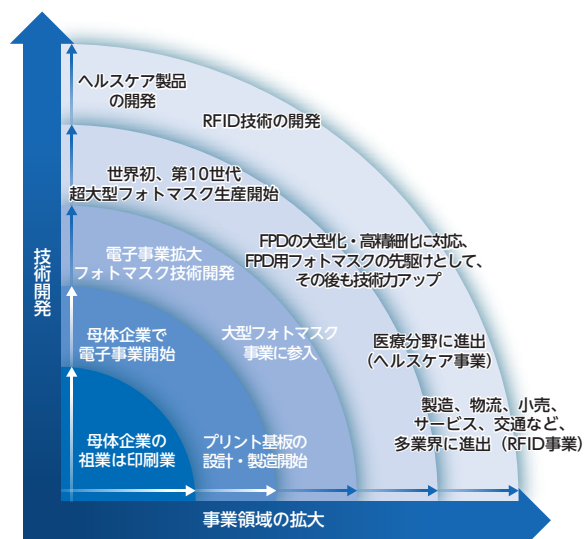 ヘルスケア製品
の開発
RFID技術の開発
世界初、第10世代
超大型フォトマスク生産開始
電子事業拡大
フォトマスク技術開発
FPDの大型化・高精細化に対応、
FPD用フォトマスクの先駆けとして、
その後も技術力アップ
母体企業で
電子事業開始
大型フォトマスク
事業に参入
医療分野に進出
（ヘルスケア事業）
母体企業の
祖業は印刷業
プリント基板の
設計・製造開始
製造、物流、小売、
サービス、交通など、
多業界に進出（RFID事業）
技術開発
事業領域の拡大